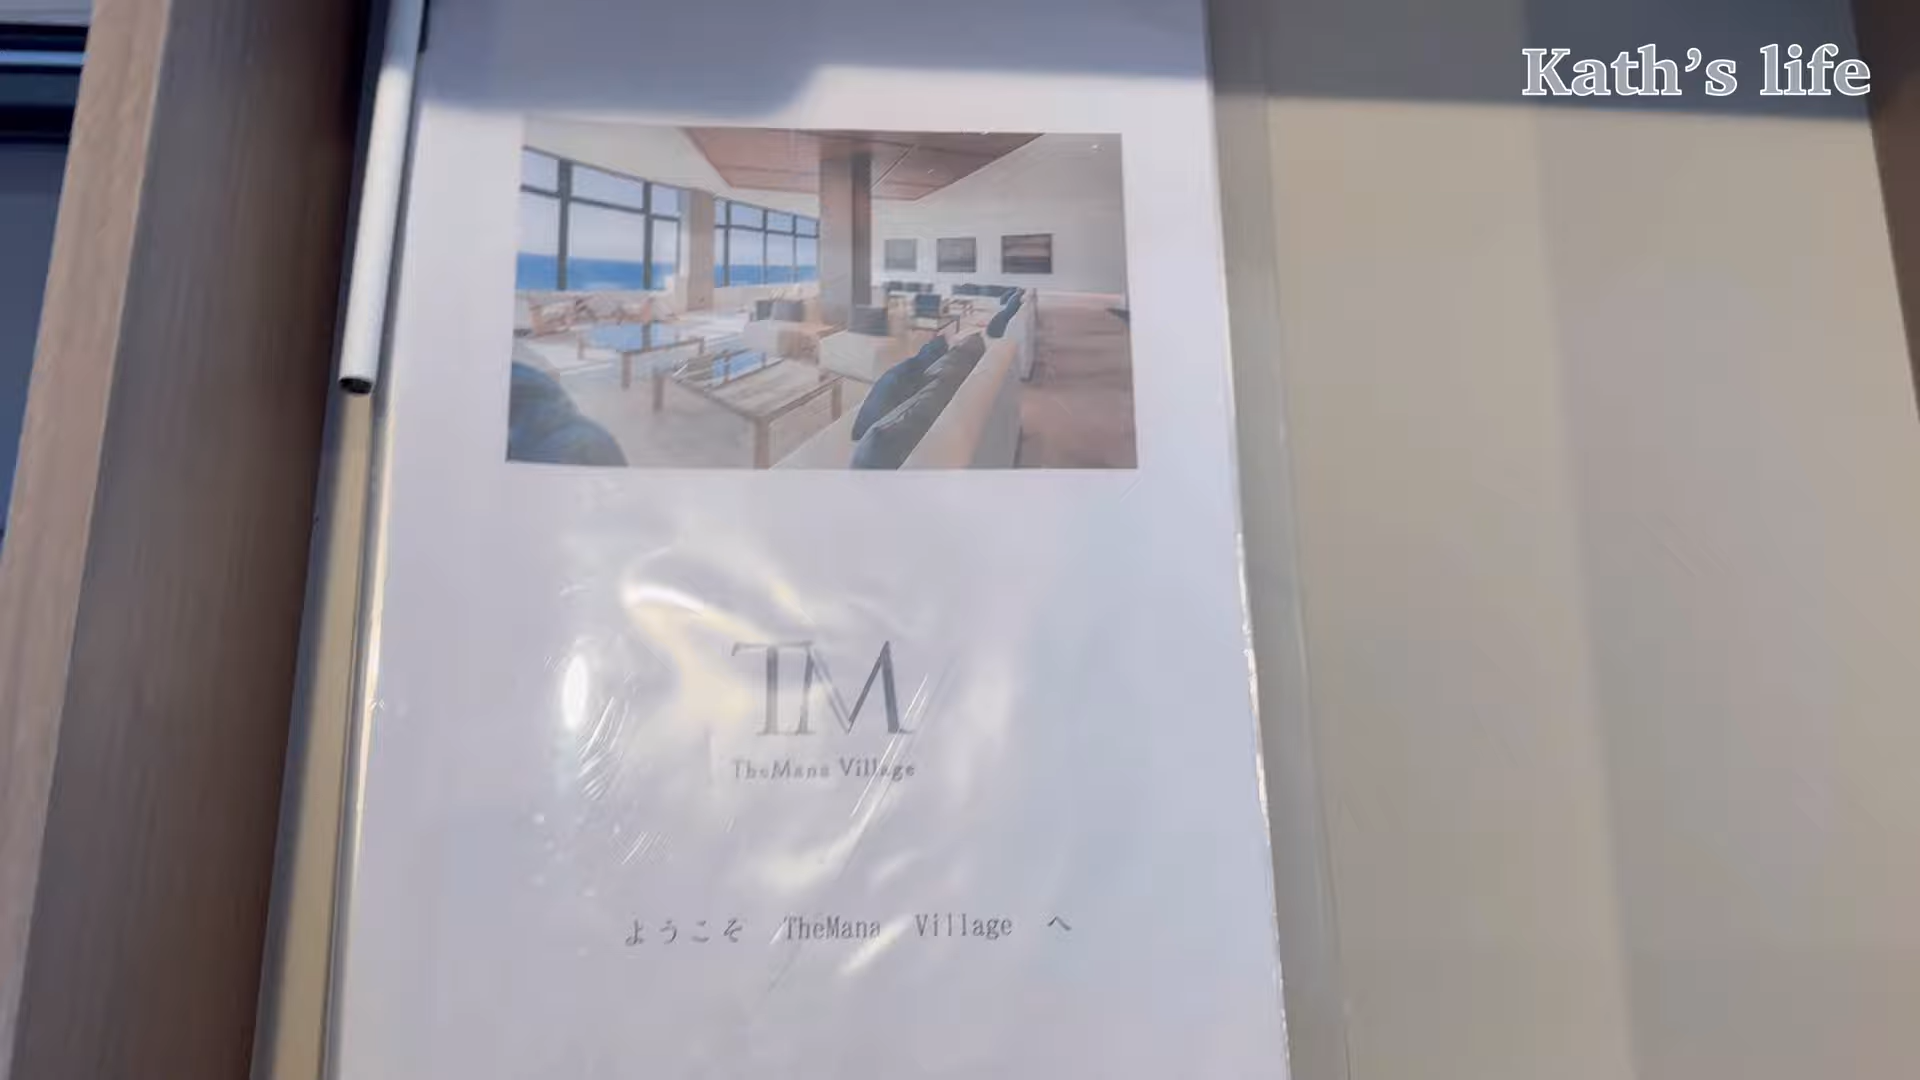 Kath's life
TM
TheMana Village
ようこそ TheMana Village へ